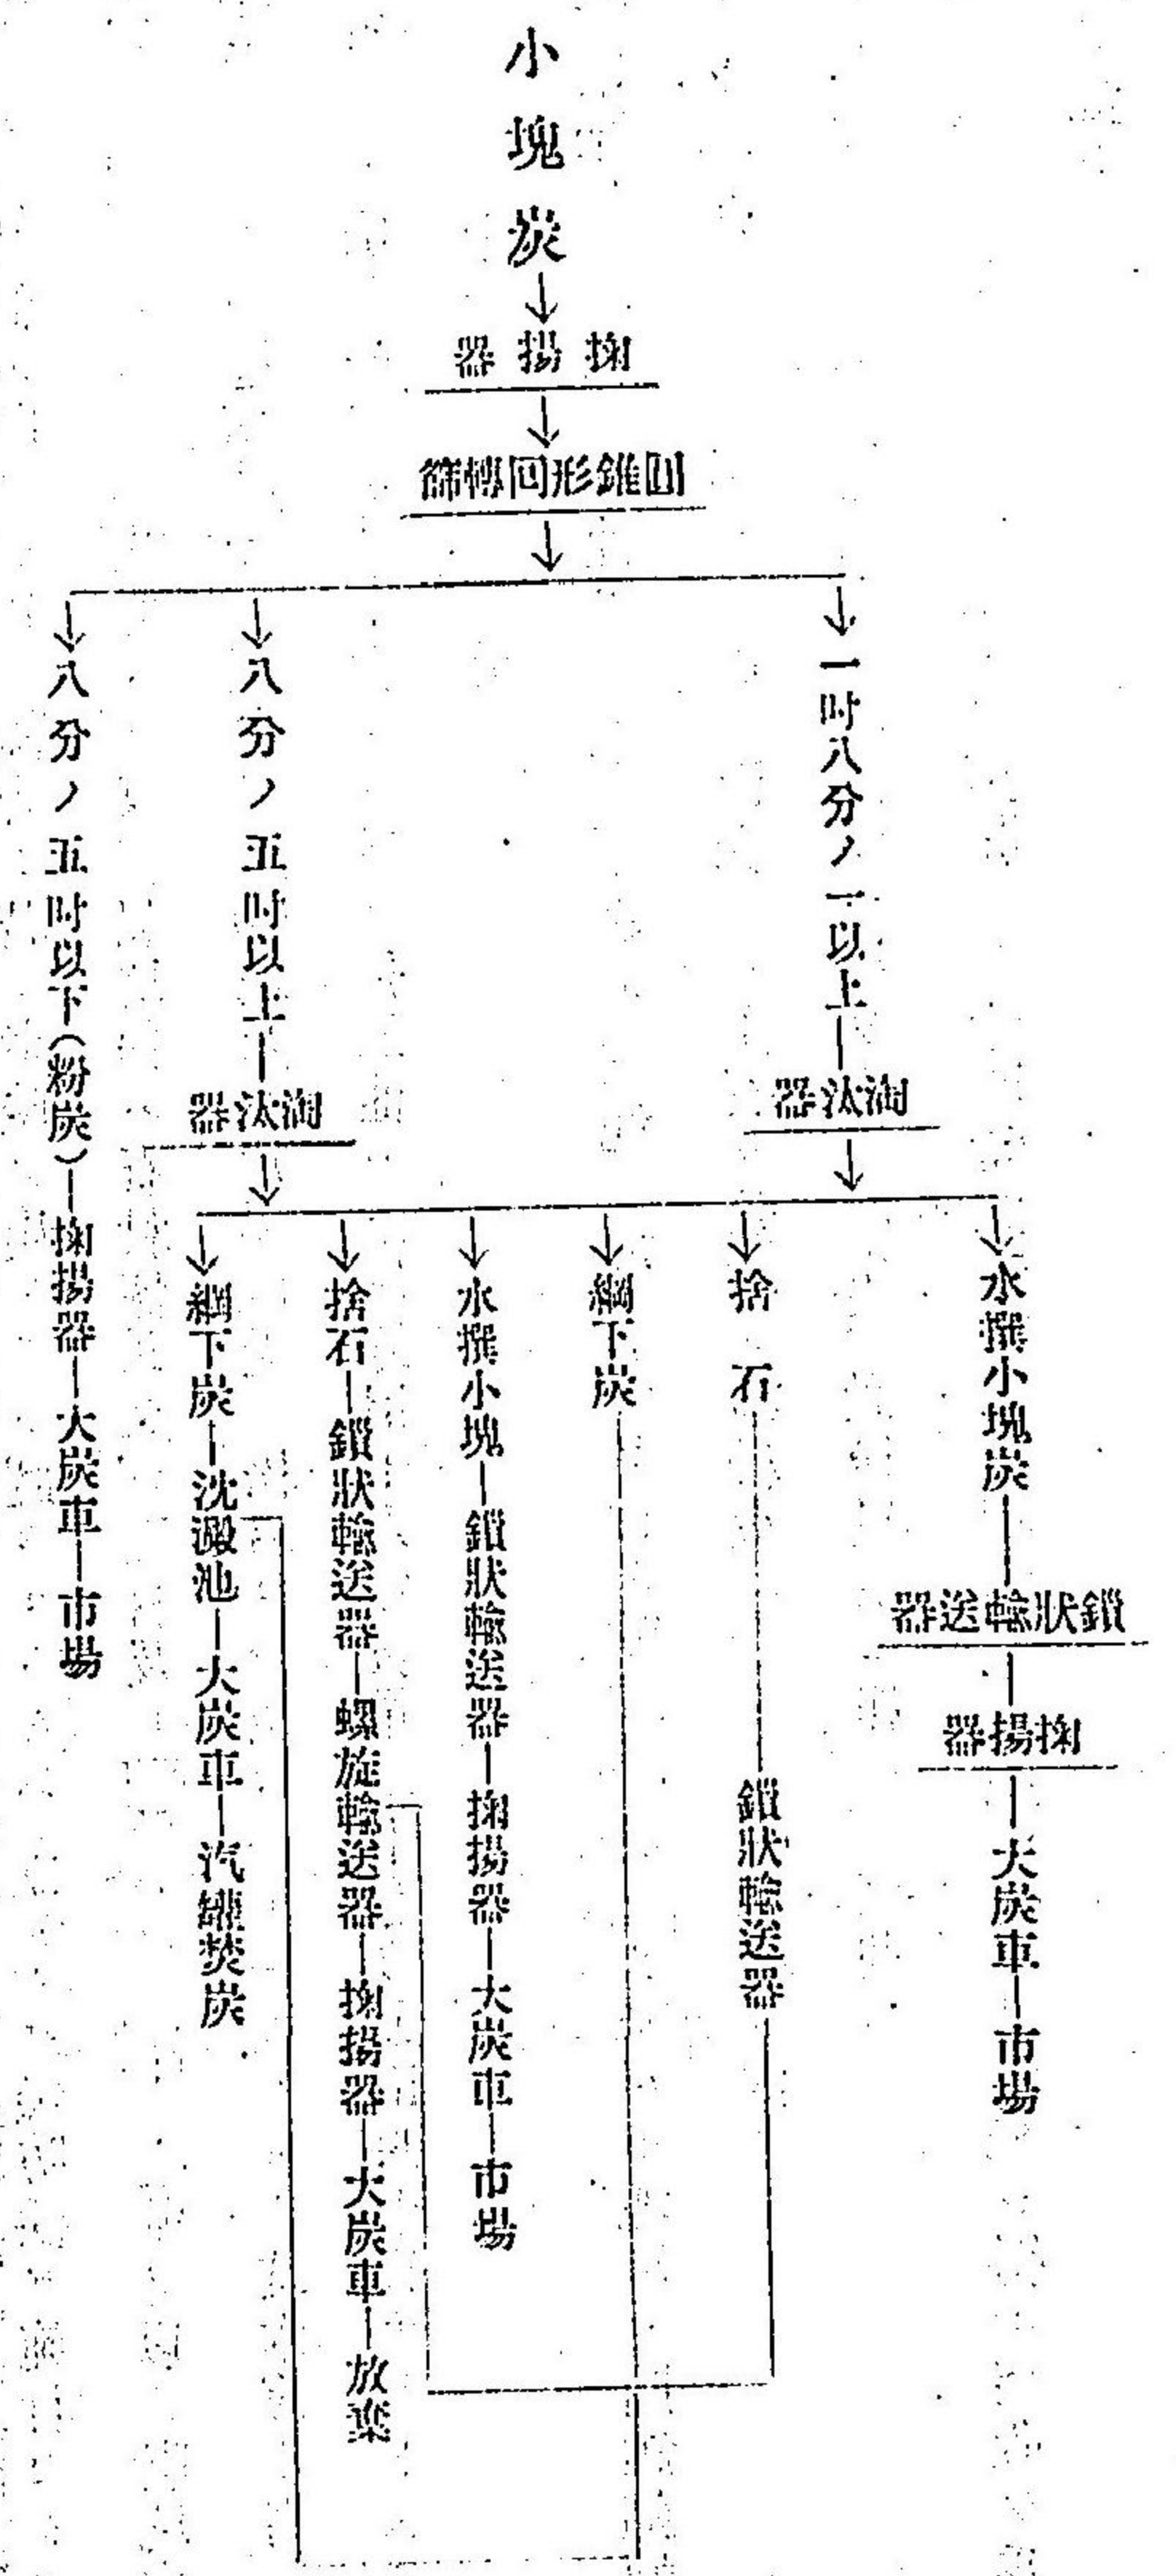 小塊炭
掬揚器
圓錐形回轉篩
一吋八分ノ一以上
淘汰器
水撰小塊炭
鎖狀輸送器
掬揚器
大炭車
市場
捨石
鎖狀輸送器
綱下炭
八分ノ五吋以上
淘汰器
水撰小塊
鎖狀輸送器
掬揚器
大炭車
市場
捨石
鎖狀輸送器
螺旋輸送器
掬揚器
大炭車
放棄
綱下炭
沈澱池
大炭車
汽罐焚炭
八分ノ五吋以下(粉炭)
掬揚器
大炭車
市場